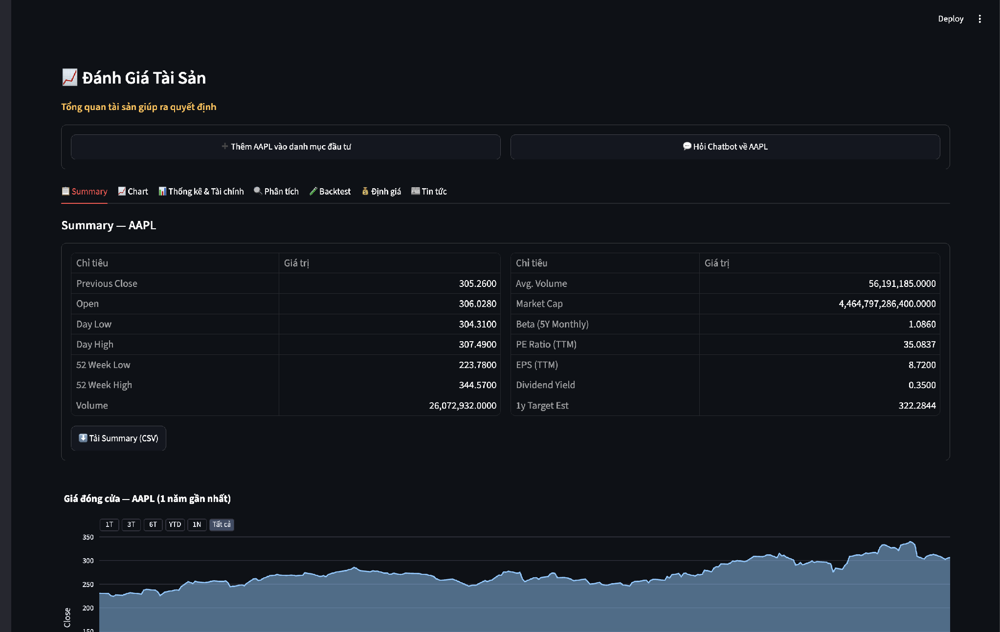 Deploy
Đánh Giá Tài Sản
Tổng quan tài sản giúp ra quyết định
Thêm AAPL vào danh mục đầu tư
Hỏi Chatbot về AAPL
Summary Chart Thống kê & Tài chính Phân tích Backtest Định giá Tin tức
Summary — AAPL
Chỉ tiêu Giá trị
Previous Close 305.2600
Open 306.0280
Day Low 304.3100
Day High 307.4900
52 Week Low 223.7800
52 Week High 344.5700
Volume 26,072,932.0000
Chỉ tiêu Giá trị
Avg. Volume 56,191,185.0000
Market Cap 4,464,797,286,400.0000
Beta (5Y Monthly) 1.0860
PE Ratio (TTM) 35.0837
EPS (TTM) 8.7200
Dividend Yield 0.3500
1y Target Est 322.2844
Tải Summary (CSV)
Giá đóng cửa — AAPL (1 năm gần nhất)
1T 3T 6T YTD 1N Tất cả
350
300
250
200
150
Close